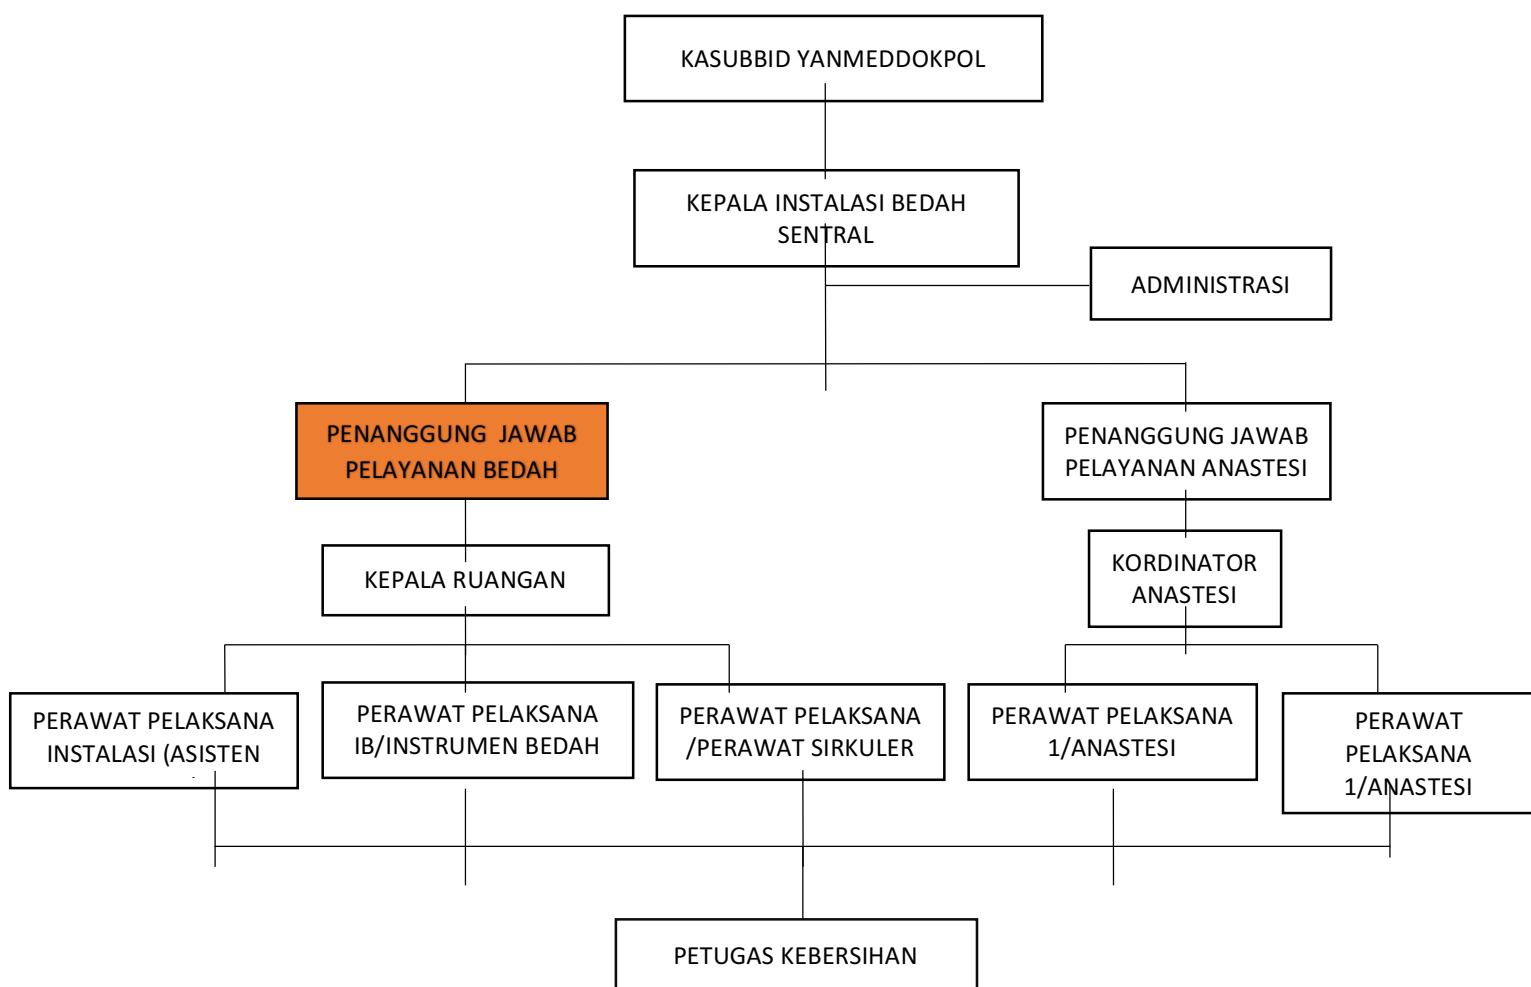 KASUBBID YANMEDDOKPOL
KEPALA INSTALASI BEDAH
SENTRAL
ADMINISTRASI
PENANGGUNG JAWAB
PELAYANAN BEDAH
PENANGGUNG JAWAB
PELAYANAN ANASTESI
KEPALA RUANGAN
KORDINATOR
ANASTESI
PERAWAT PELAKSANA
INSTALASI (ASISTEN
PERAWAT PELAKSANA
IB/INSTRUMEN BEDAH
PERAWAT PELAKSANA
/PERAWAT SIRKULER
PERAWAT PELAKSANA
1/ANASTESI
PERAWAT
PELAKSANA
1/ANASTESI
PETUGAS KEBERSIHAN